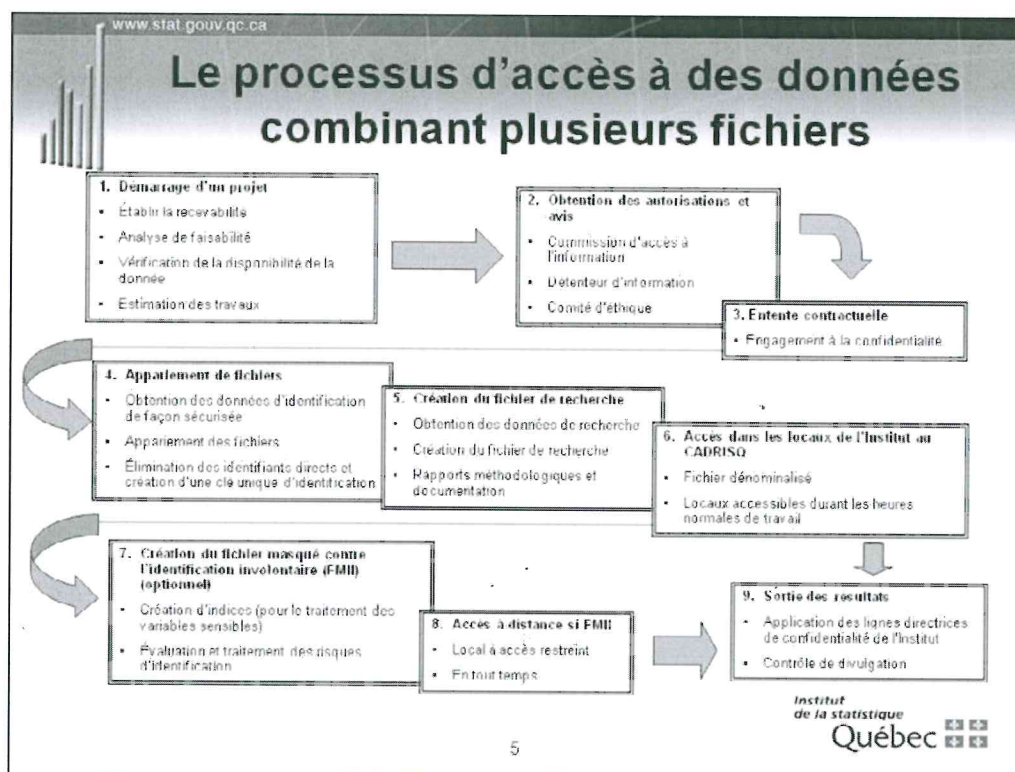 www.stat.gouv.qc.ca
Le processus d'accès à des données
combinant plusieurs fichiers
1. Démarrage d'un projet
• Établir la recevabilité
• Analyse de faisabilité
• Vérification de la disponibilité de la
donnée
• Estimation des travaux
2. Obtention des autorisations et
avis
• Commission d'accès à
l'information
• Détenteur d'information
• Comité d'éthique
3. Entente contractuelle
• Engagement à la confidentialité
4. Appariement de fichiers
• Obtention des données d'identification
de façon sécurisée
• Appariement des fichiers
• Élimination des identifiants directs et
création d'une clé unique d'identification
5. Création du fichier de recherche
• Obtention des données de recherche
• Création du fichier de recherche
• Rapports méthodologiques et
documentation
6. Accès dans les locaux de l'Institut au
CADRISQ
• Fichier dénominalisé
• Locaux accessibles durant les heures
normales de travail
7. Création du fichier masqué contre
l'identification involontaire (FMII)
(optionnel)
• Création d'indices (pour le traitement des
variables sensibles)
• Évaluation et traitement des risques
d'identification
8. Accès à distance si FMII
• Local à accès restreint
• En tout temps
9. Sortie des résultats
• Application des lignes directrices
de confidentialité de l'Institut
• Contrôle de divulgation
Institut
de la statistique
Québec
5